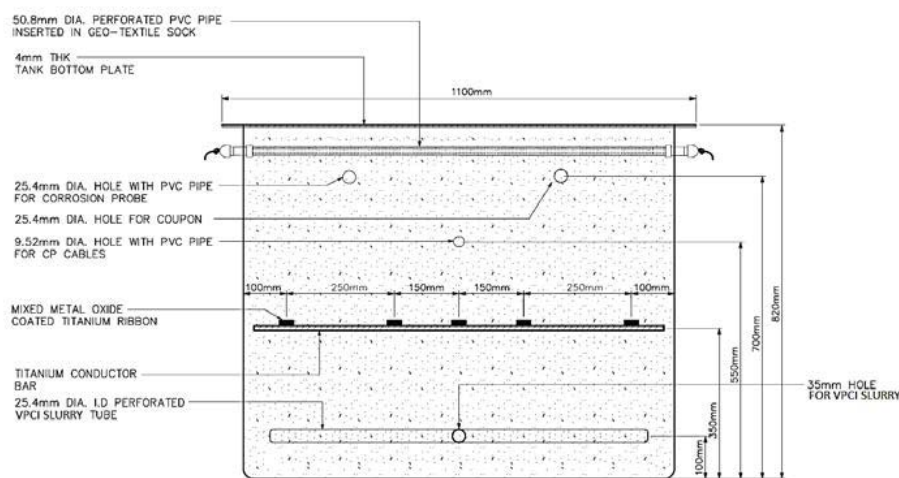 50.8mm DIA. PERFORATED PVC PIPE
INSERTED IN GEO-TEXTILE SOCK
4mm THK
TANK BOTTOM PLATE
1100mm
25.4mm DIA. HOLE WITH PVC PIPE
FOR CORROSION PROBE
25.4mm DIA. HOLE FOR COUPON
9.52mm DIA. HOLE WITH PVC PIPE
FOR CP CABLES
100mm
250mm
150mm
150mm
250mm
100mm
MIXED METAL OXIDE
COATED TITANIUM RIBBON
TITANIUM CONDUCTOR
BAR
25.4mm DIA. I.D PERFORATED
VPCI SLURRY TUBE
35mm HOLE
FOR VPCI SLURRY
100mm
350mm
550mm
700mm
820mm